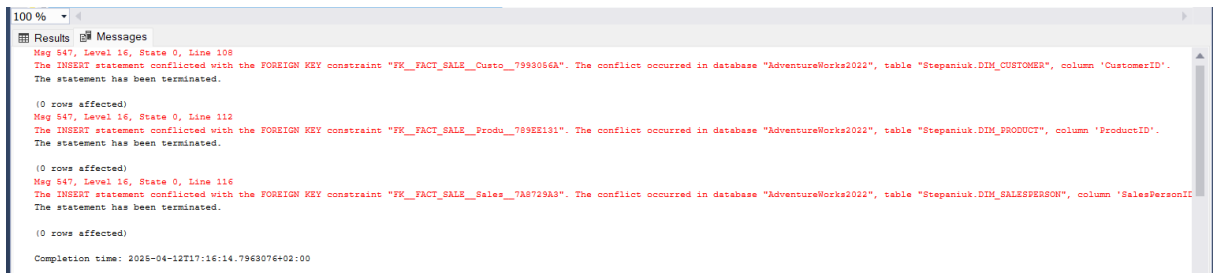 100 %
Results Messages
Msg 547, Level 16, State 0, Line 108
The INSERT statement conflicted with the FOREIGN KEY constraint "FK__FACT_SALE__Custo__7993056A". The conflict occurred in database "AdventureWorks2022", table "Stepaniuk.DIM_CUSTOMER", column 'CustomerID'.
The statement has been terminated.
(0 rows affected)
Msg 547, Level 16, State 0, Line 112
The INSERT statement conflicted with the FOREIGN KEY constraint "FK__FACT_SALE__Produ__789EE131". The conflict occurred in database "AdventureWorks2022", table "Stepaniuk.DIM_PRODUCT", column 'ProductID'.
The statement has been terminated.
(0 rows affected)
Msg 547, Level 16, State 0, Line 116
The INSERT statement conflicted with the FOREIGN KEY constraint "FK__FACT_SALE__Sales__7A8729A3". The conflict occurred in database "AdventureWorks2022", table "Stepaniuk.DIM_SALESPERSON", column 'SalesPersonID
The statement has been terminated.
(0 rows affected)
Completion time: 2025-04-12T17:16:14.7963076+02:00